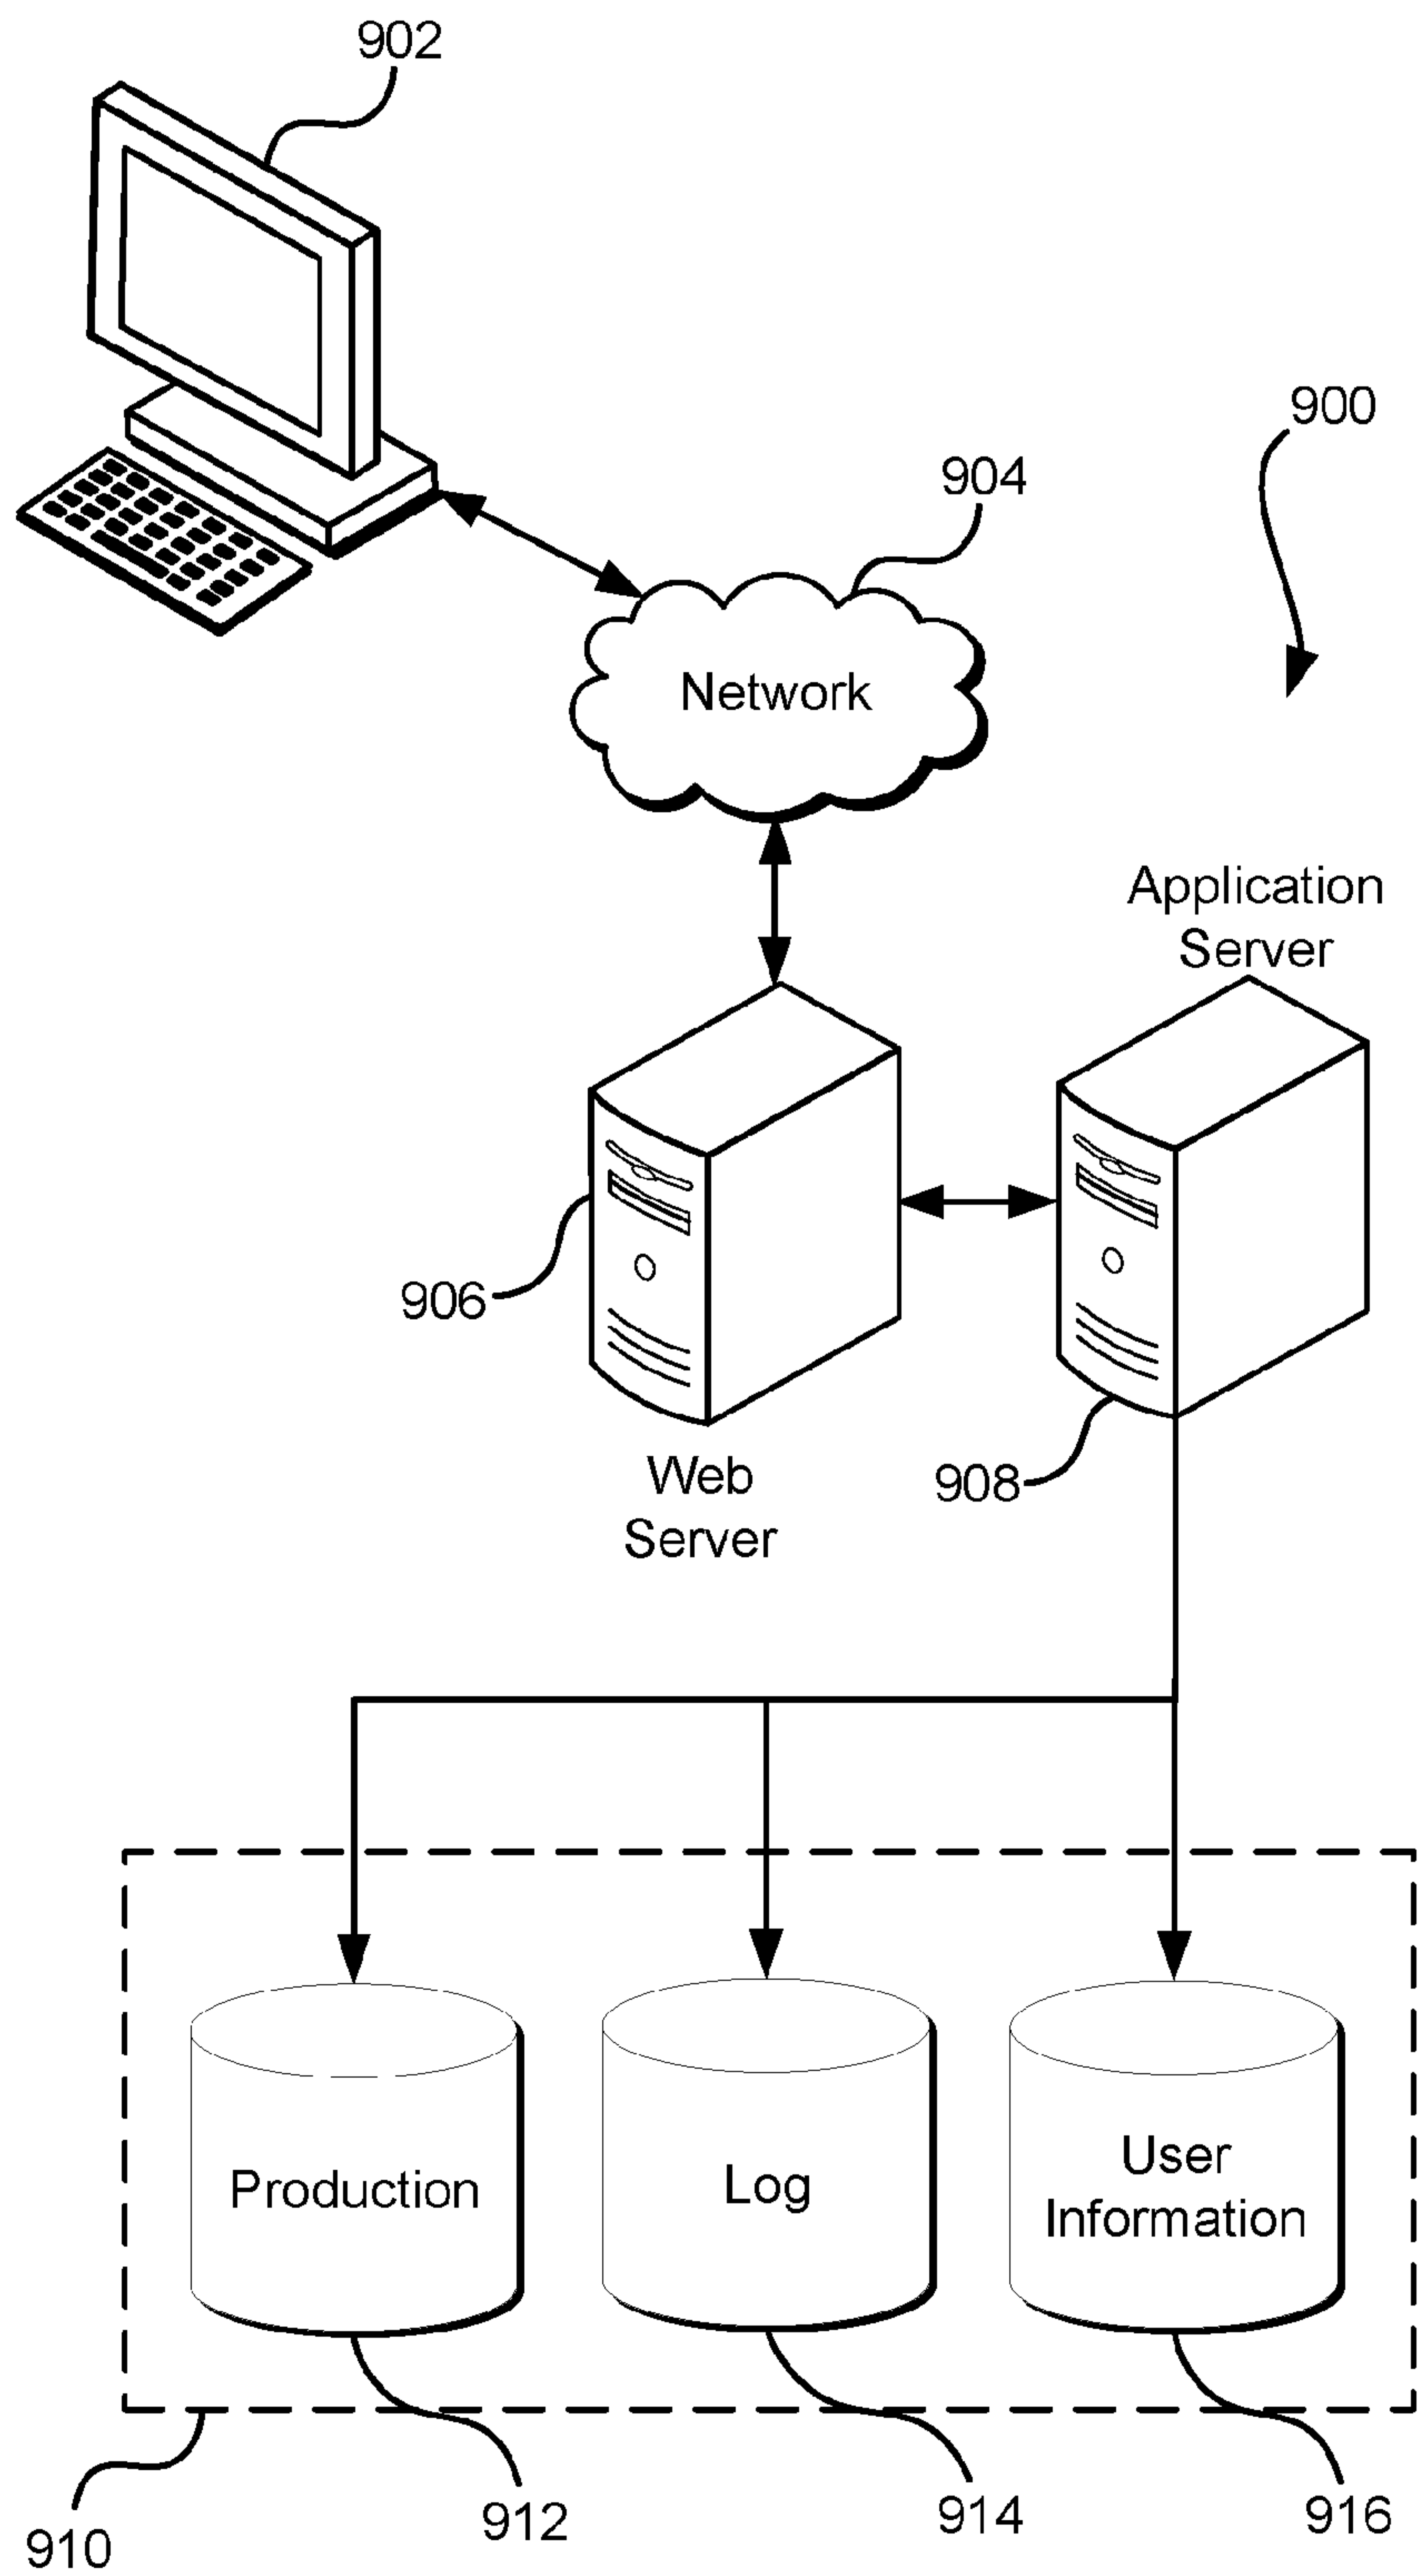 902
900
904
Network
Application
Server
906
Web
Server
908
Production
Log
User
Information
910
912
914
916